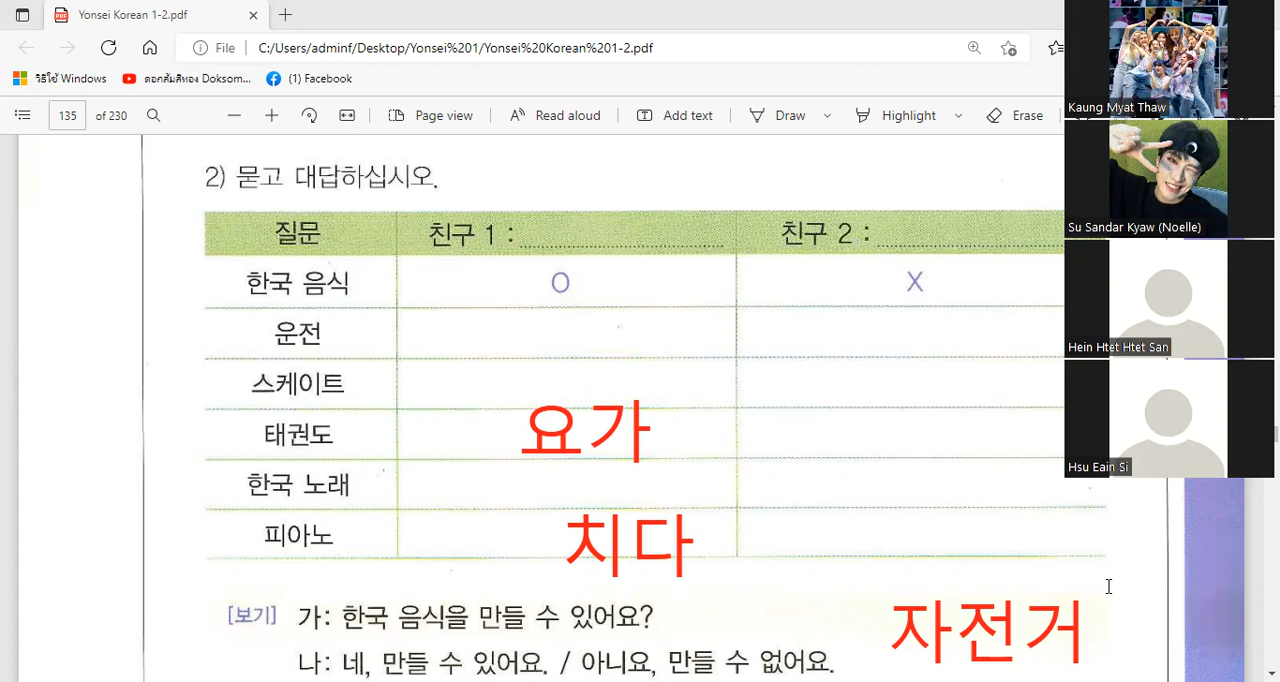 Yonsei Korean 1-2.pdf
File C:/Users/adminf/Desktop/Yonsei%201/Yonsei%20Korean%201-2.pdf
วิธีใช้ Windows ดอกส้มสีทอง Doksom... (1) Facebook
135 of 230 Page view Read aloud Add text Draw Highlight Erase
Kaung Myat Thaw
Su Sandar Kyaw (Noelle)
Hein Htet Htet San
Hsu Eain Si
2) 묻고 대답하십시오.
질문 친구 1 : 친구 2 :
한국 음식 O X
운전
스케이트
태권도 요가
한국 노래
피아노 치다
[보기] 가: 한국 음식을 만들 수 있어요?
자전거
나: 네, 만들 수 있어요. / 아니요, 만들 수 없어요.